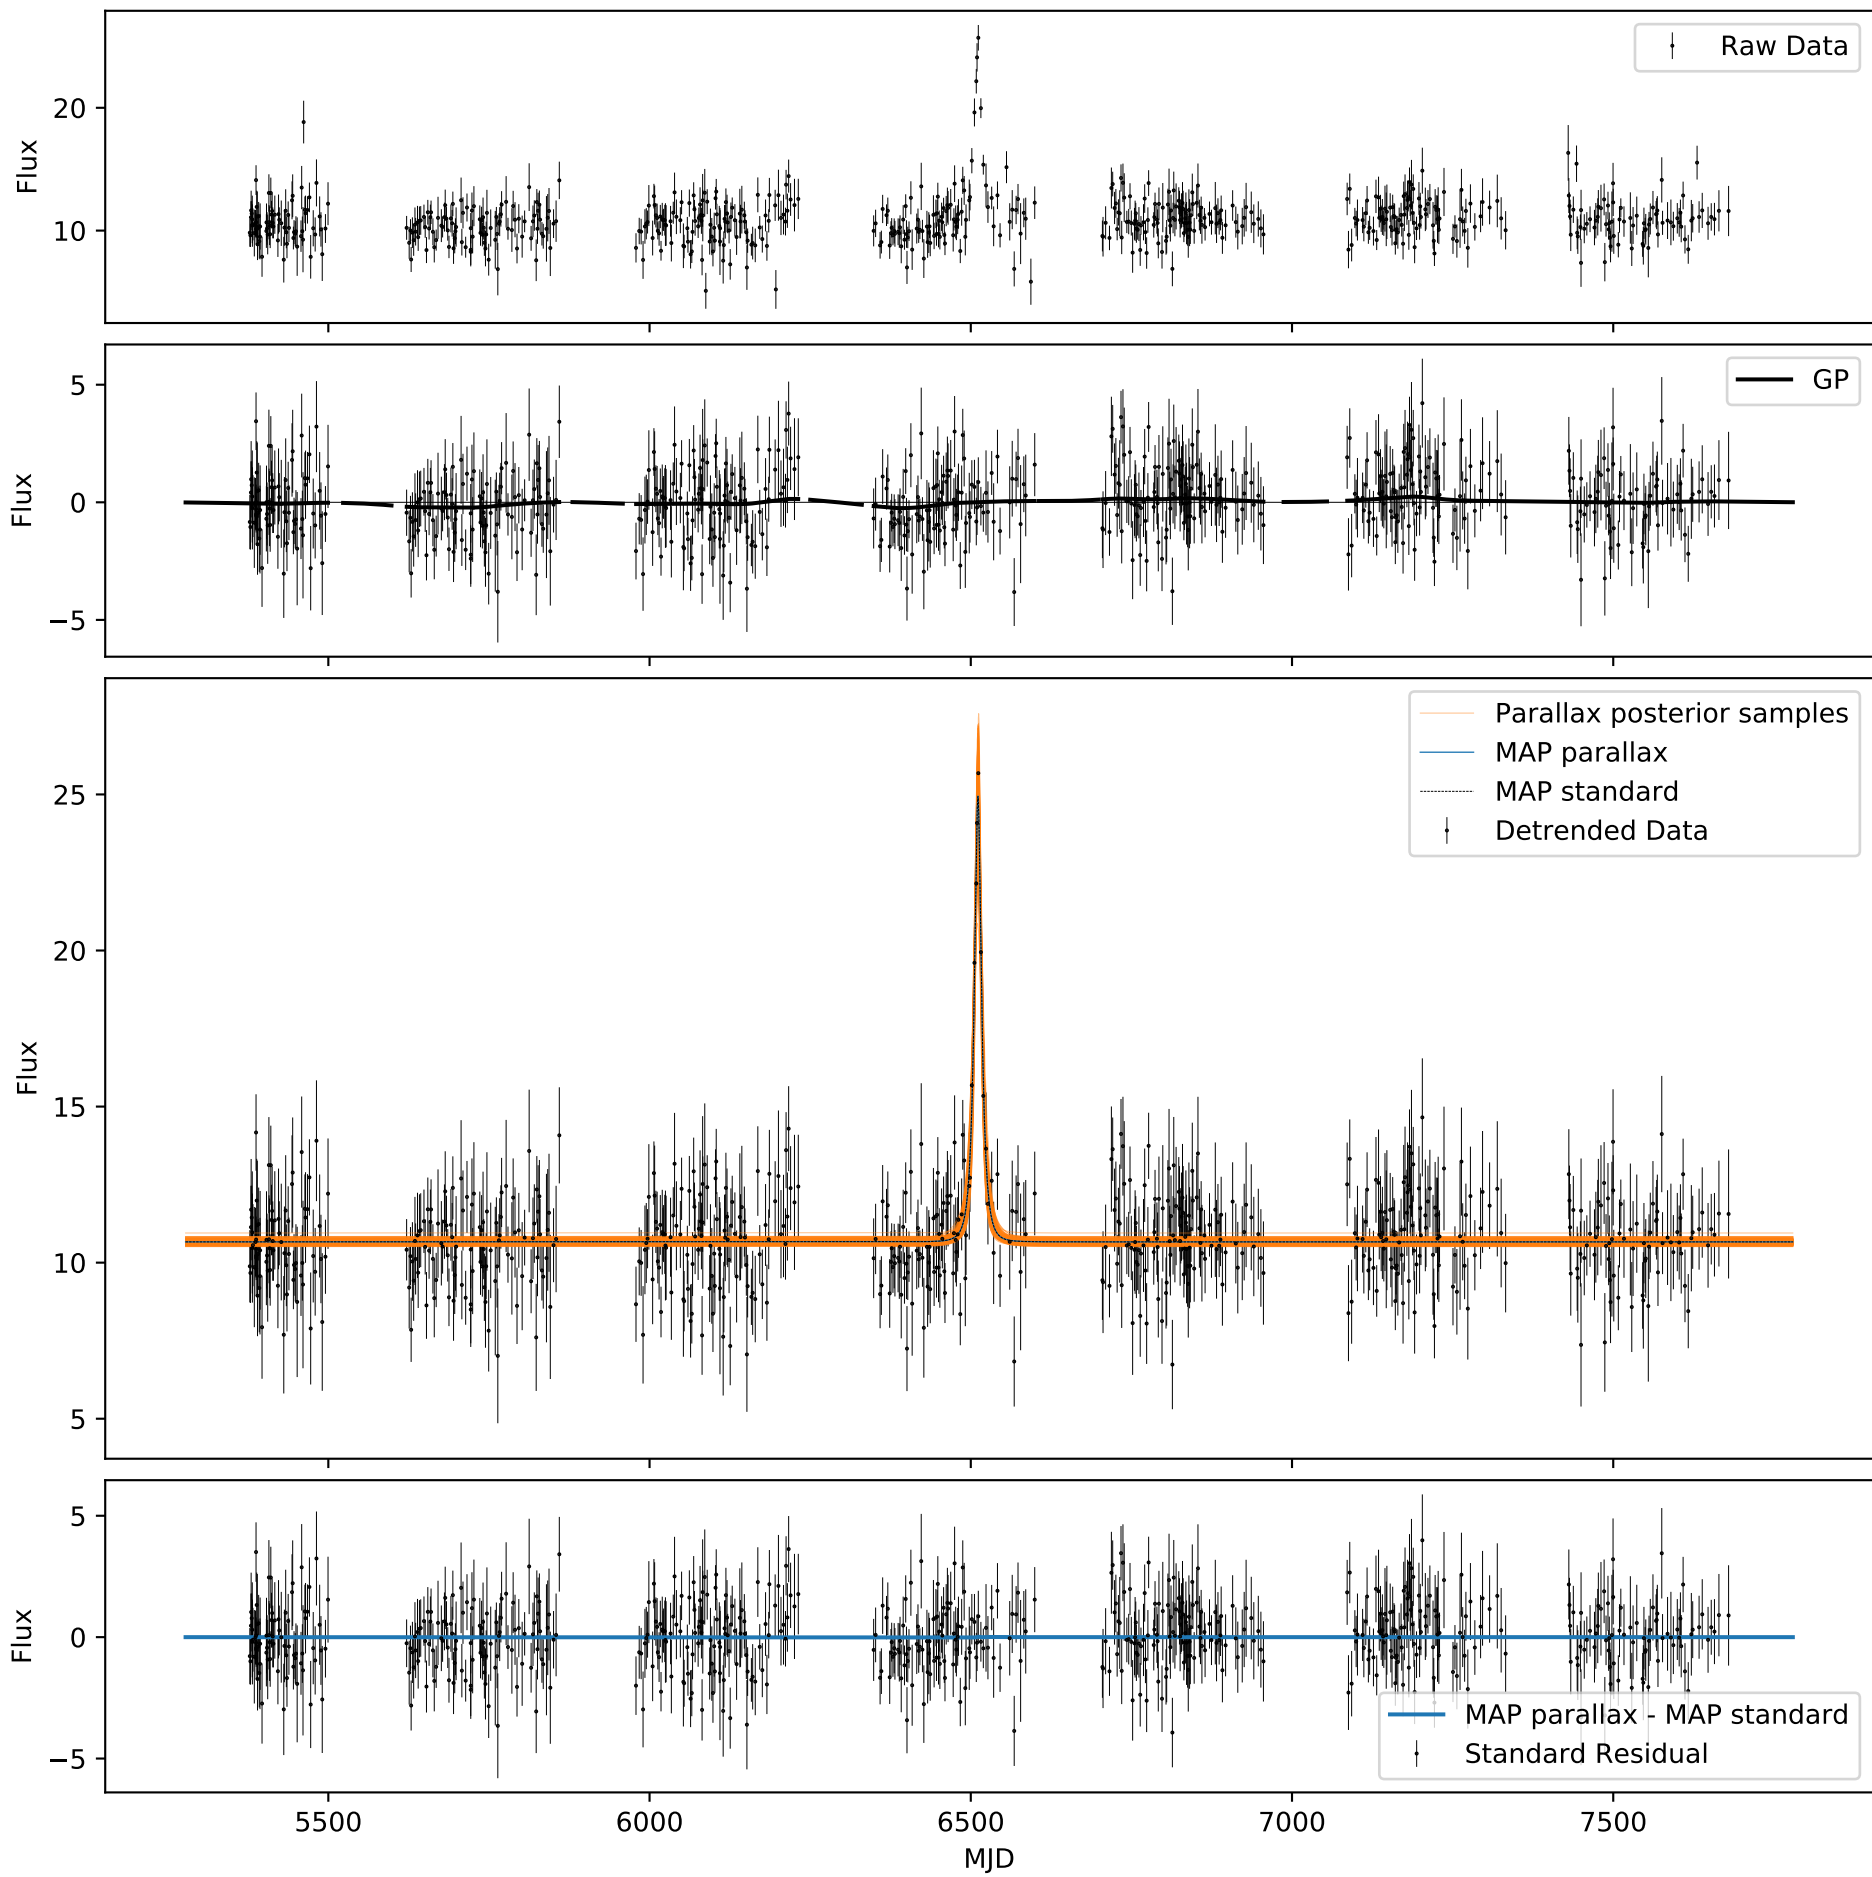 Flux
20
10
Raw Data
Flux
5
0
−5
GP
Flux
25
20
15
10
5
Parallax posterior samples
MAP parallax
MAP standard
Detrended Data
Flux
5
0
−5
MAP parallax - MAP standard
Standard Residual
5500 6000 6500 7000 7500
MJD